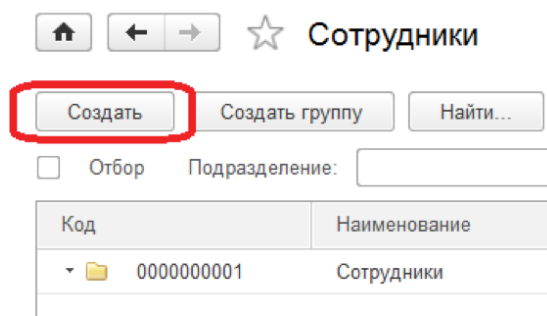 Сотрудники
Создать Создать группу Найти...
Отбор Подразделение:
Код Наименование
0000000001 Сотрудники